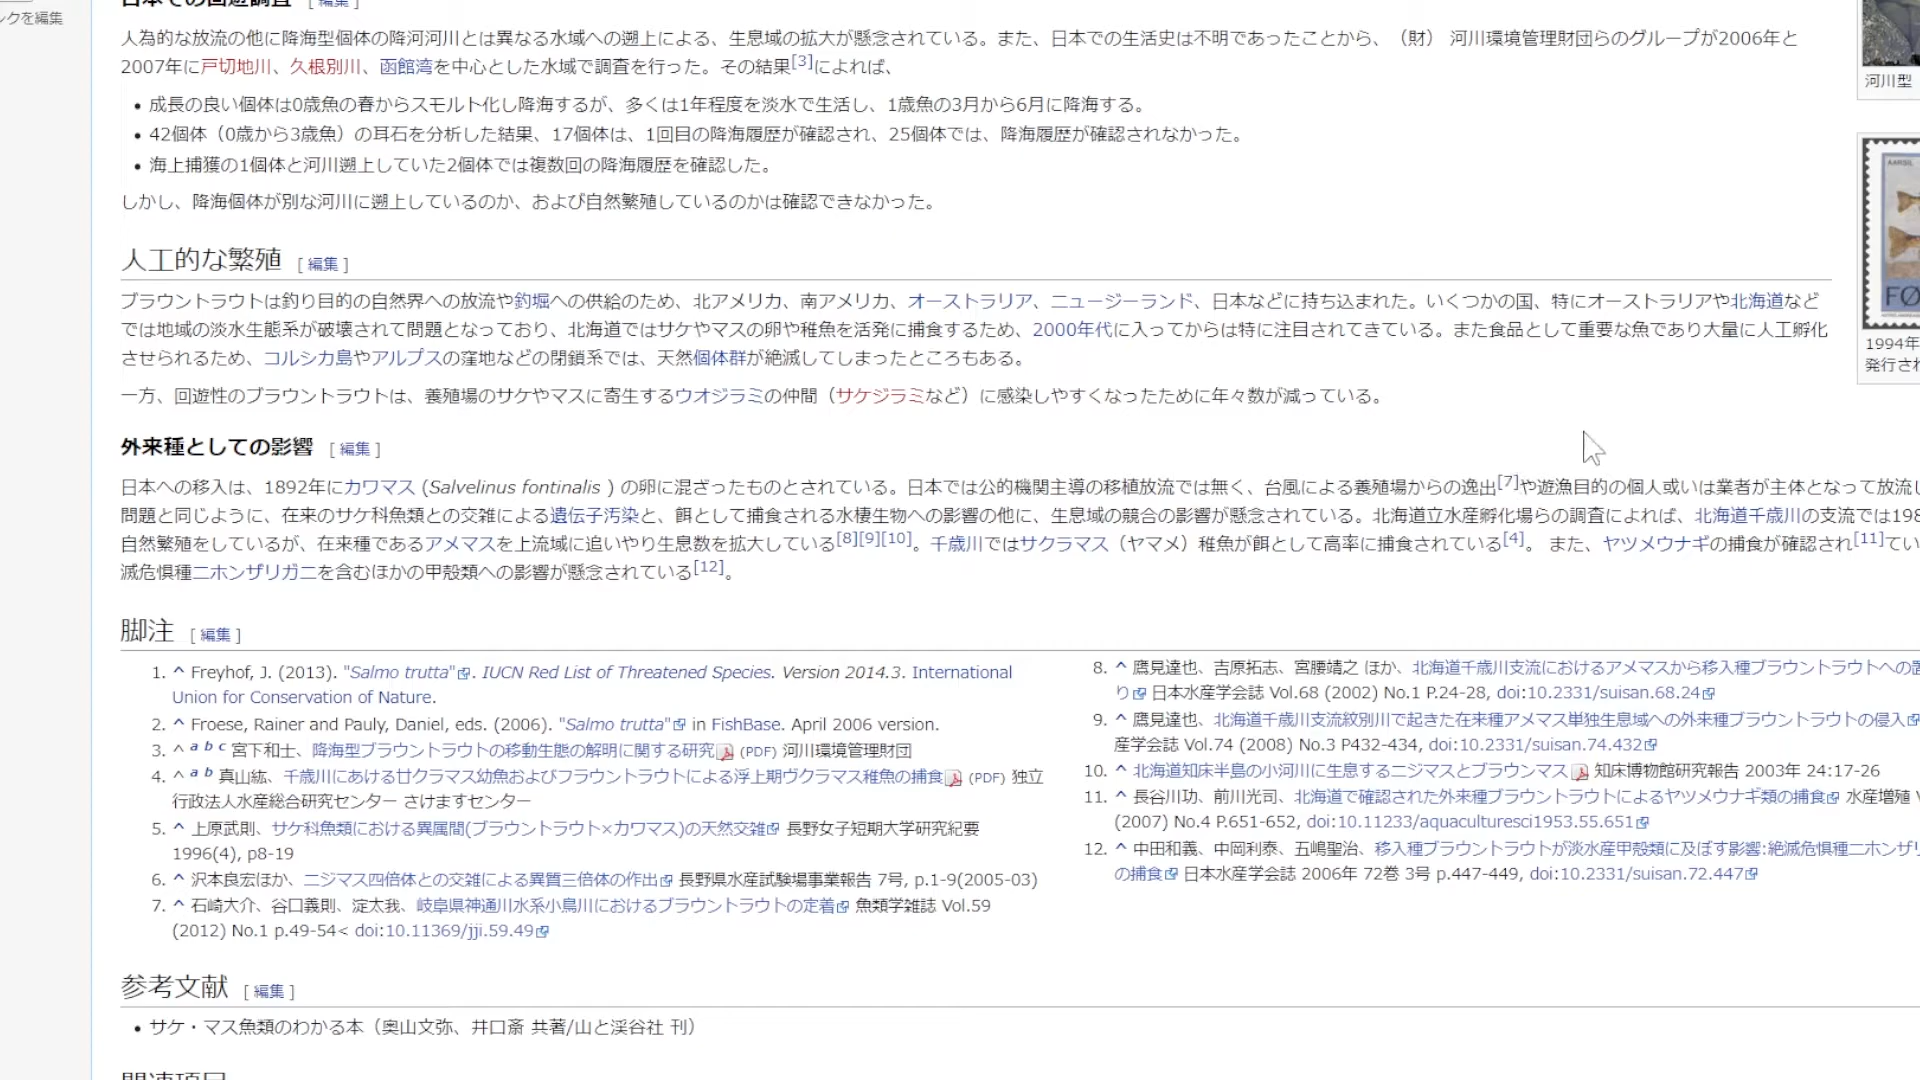 ンクを編集
日本での回遊調査 [編集]
人為的な放流の他に降海型個体の降河河川とは異なる水域への遡上による、生息域の拡大が懸念されている。また、日本での生活史は不明であったことから、（財） 河川環境管理財団らのグループが2006年と
2007年に戸切地川、久根別川、函館湾を中心とした水域で調査を行った。その結果[3]によれば、
• 成長の良い個体は0歳魚の春からスモルト化し降海するが、多くは1年程度を淡水で生活し、1歳魚の3月から6月に降海する。
• 42個体（0歳から3歳魚）の耳石を分析した結果、17個体は、1回目の降海履歴が確認され、25個体では、降海履歴が確認されなかった。
• 海上捕獲の1個体と河川遡上していた2個体では複数回の降海履歴を確認した。
しかし、降海個体が別な河川に遡上しているのか、および自然繁殖しているのかは確認できなかった。
人工的な繁殖 [編集]
ブラウントラウトは釣り目的の自然界への放流や釣堀への供給のため、北アメリカ、南アメリカ、オーストラリア、ニュージーランド、日本などに持ち込まれた。いくつかの国、特にオーストラリアや北海道など
では地域の淡水生態系が破壊されて問題となっており、北海道ではサケやマスの卵や稚魚を活発に捕食するため、2000年代に入ってからは特に注目されてきている。また食品として重要な魚であり大量に人工孵化
させられるため、コルシカ島やアルプスの窪地などの閉鎖系では、天然個体群が絶滅してしまったところもある。
一方、回遊性のブラウントラウトは、養殖場のサケやマスに寄生するウオジラミの仲間（サケジラミなど）に感染しやすくなったために年々数が減っている。
外来種としての影響 [編集]
日本への移入は、1892年にカワマス (Salvelinus fontinalis ) の卵に混ざったものとされている。日本では公的機関主導の移植放流では無く、台風による養殖場からの逸出[7]や遊漁目的の個人或いは業者が主体となって放流し
問題と同じように、在来のサケ科魚類との交雑による遺伝子汚染と、餌として捕食される水棲生物への影響の他に、生息域の競合の影響が懸念されている。北海道立水産孵化場らの調査によれば、北海道千歳川の支流では198
自然繁殖をしているが、在来種であるアメマスを上流域に追いやり生息数を拡大している[8][9][10]。千歳川ではサクラマス（ヤマメ）稚魚が餌として高率に捕食されている[4]。 また、ヤツメウナギの捕食が確認され[11]てい
滅危惧種ニホンザリガニを含むほかの甲殻類への影響が懸念されている[12]。
脚注 [編集]
1. ^ Freyhof, J. (2013). "Salmo trutta". IUCN Red List of Threatened Species. Version 2014.3. International
Union for Conservation of Nature.
2. ^ Froese, Rainer and Pauly, Daniel, eds. (2006). "Salmo trutta" in FishBase. April 2006 version.
3. ^ a b c 宮下和士、降海型ブラウントラウトの移動生態の解明に関する研究 (PDF) 河川環境管理財団
4. ^ a b 真山紘、千歳川にあける廿クラマス幼魚およびフラウントラウトによる浮上期ヴクラマス稚魚の捕食 (PDF) 独立
行政法人水産総合研究センター さけますセンター
5. ^ 上原武則、サケ科魚類における異属間(ブラウントラウト×カワマス)の天然交雑 長野女子短期大学研究紀要
1996(4), p8-19
6. ^ 沢本良宏ほか、ニジマス四倍体との交雑による異質三倍体の作出 長野県水産試験場事業報告 7号, p.1-9(2005-03)
7. ^ 石崎大介、谷口義則、淀太我、岐阜県神通川水系小鳥川におけるブラウントラウトの定着 魚類学雑誌 Vol.59
(2012) No.1 p.49-54< doi:10.11369/jji.59.49
8. ^ 鷹見達也、吉原拓志、宮腰靖之 ほか、北海道千歳川支流におけるアメマスから移入種ブラウントラウトへの置
り 日本水産学会誌 Vol.68 (2002) No.1 P.24-28, doi:10.2331/suisan.68.24
9. ^ 鷹見達也、北海道千歳川支流紋別川で起きた在来種アメマス単独生息域への外来種ブラウントラウトの侵入
産学会誌 Vol.74 (2008) No.3 P432-434, doi:10.2331/suisan.74.432
10. ^ 北海道知床半島の小河川に生息するニジマスとブラウンマス 知床博物館研究報告 2003年 24:17-26
11. ^ 長谷川功、前川光司、北海道で確認された外来種ブラウントラウトによるヤツメウナギ類の捕食 水産増殖 V
(2007) No.4 P.651-652, doi:10.11233/aquaculturesci1953.55.651
12. ^ 中田和義、中岡利泰、五嶋聖治、移入種ブラウントラウトが淡水産甲殻類に及ぼす影響:絶滅危惧種ニホンザリ
の捕食 日本水産学会誌 2006年 72巻 3号 p.447-449, doi:10.2331/suisan.72.447
参考文献 [編集]
• サケ・マス魚類のわかる本（奥山文弥、井口斎 共著/山と渓谷社 刊）
関連項目
河川型
FØ
1994年
発行され